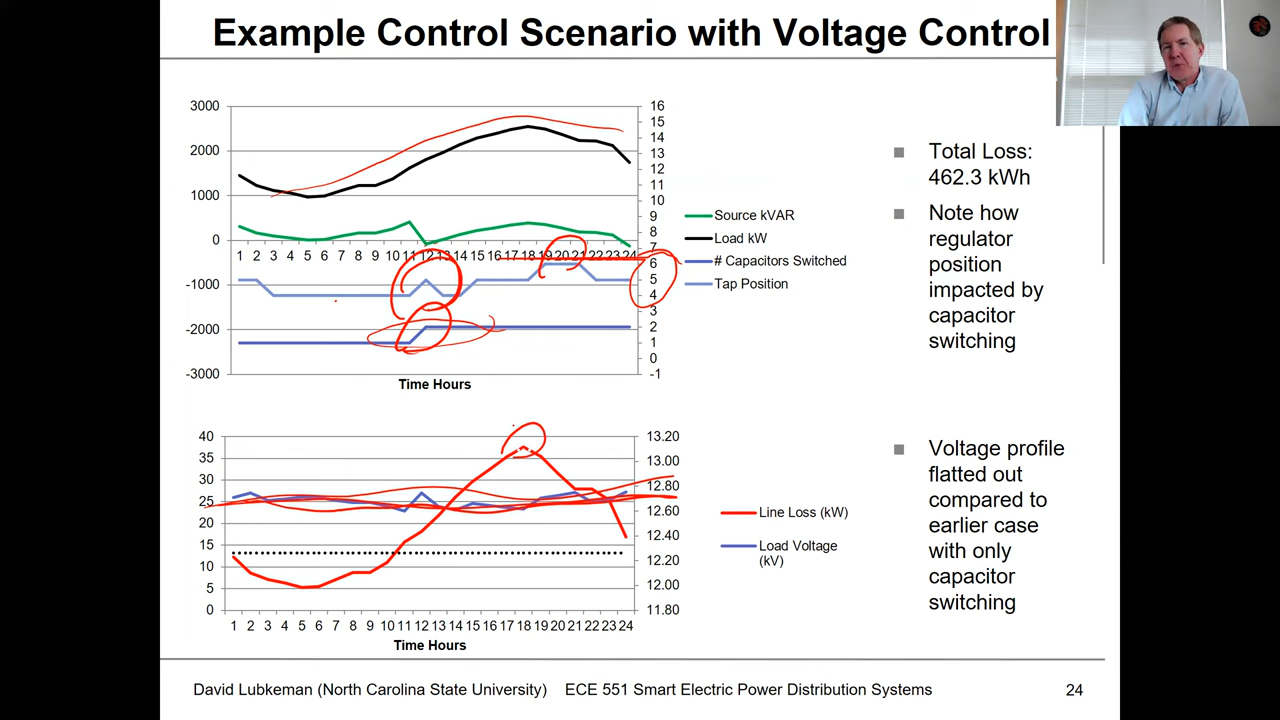 Example Control Scenario with Voltage Control
3000
2000
1000
0
-1000
-2000
-3000
16
15
14
13
12
11
10
9
8
7
6
5
4
3
2
1
0
-1
1 2 3 4 5 6 7 8 9 10 11 12 13 14 15 16 17 18 19 20 21 22 23 24
Time Hours
Source kVAR
Load kW
# Capacitors Switched
Tap Position
Total Loss:
462.3 kWh
Note how
regulator
position
impacted by
capacitor
switching
40
35
30
25
20
15
10
5
0
13.20
13.00
12.80
12.60
12.40
12.20
12.00
11.80
1 2 3 4 5 6 7 8 9 10 11 12 13 14 15 16 17 18 19 20 21 22 23 24
Time Hours
Line Loss (kW)
Load Voltage
(kV)
Voltage profile
flatted out
compared to
earlier case
with only
capacitor
switching
David Lubkeman (North Carolina State University) ECE 551 Smart Electric Power Distribution Systems 24